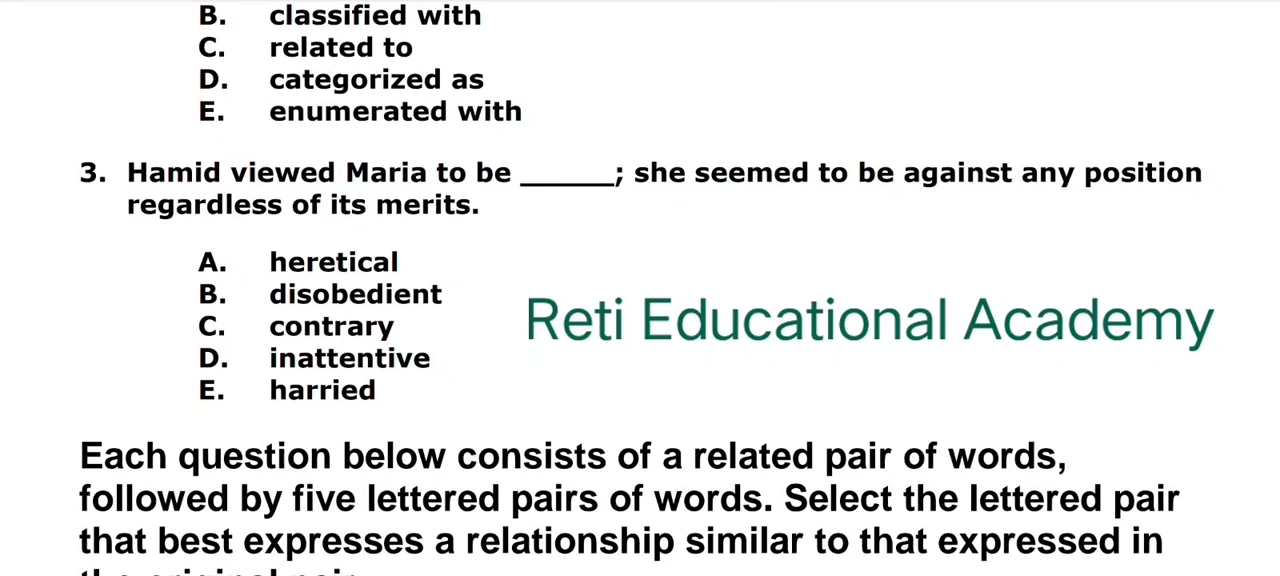 B. classified with
C. related to
D. categorized as
E. enumerated with
3. Hamid viewed Maria to be _____; she seemed to be against any position
regardless of its merits.
A. heretical
B. disobedient
C. contrary
D. inattentive
E. harried
Reti Educational Academy
Each question below consists of a related pair of words,
followed by five lettered pairs of words. Select the lettered pair
that best expresses a relationship similar to that expressed in